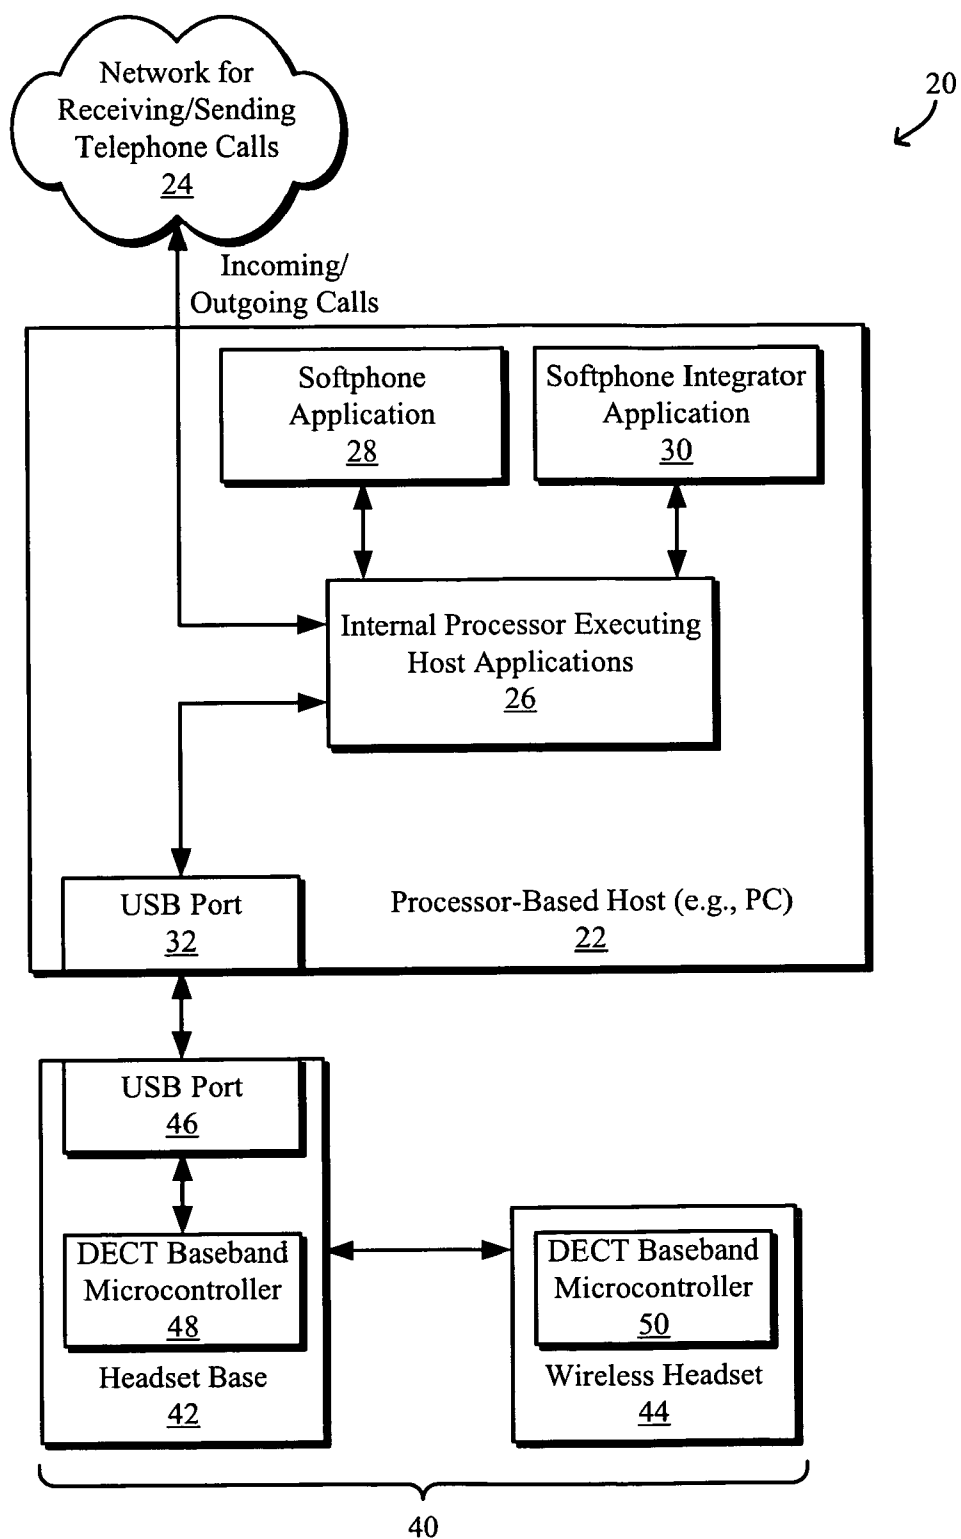 Network for
Receiving/Sending
Telephone Calls
24
20
Incoming/
Outgoing Calls
Softphone
Application
28
Softphone Integrator
Application
30
Internal Processor Executing
Host Applications
26
USB Port
32
Processor-Based Host (e.g., PC)
22
USB Port
46
DECT Baseband
Microcontroller
48
Headset Base
42
DECT Baseband
Microcontroller
50
Wireless Headset
44
40